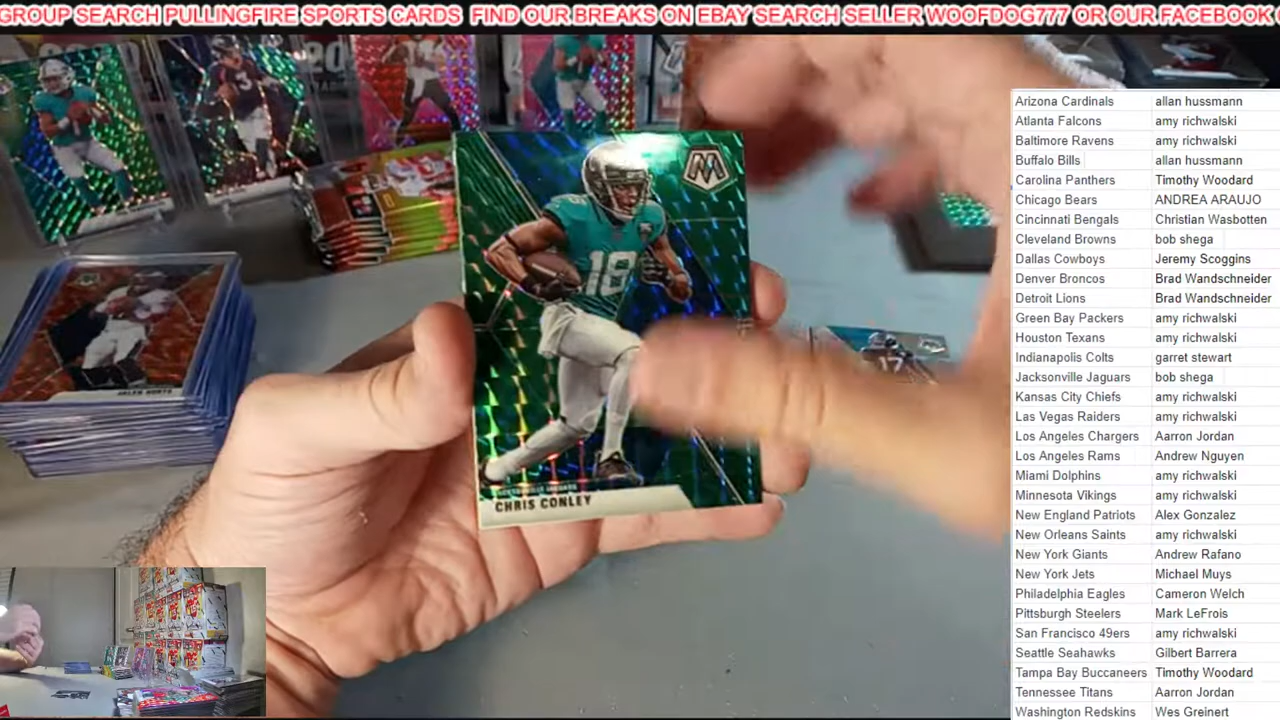 GROUP SEARCH PULLINGFIRE SPORTS CARDS  FIND OUR BREAKS ON EBAY SEARCH SELLER WOOFDOG777 OR OUR FACEBOOK
Arizona Cardinals allan hussmann
Atlanta Falcons amy richwalski
Baltimore Ravens amy richwalski
Buffalo Bills allan hussmann
Carolina Panthers Timothy Woodard
Chicago Bears ANDREA ARAUJO
Cincinnati Bengals Christian Wasbotten
Cleveland Browns bob shega
Dallas Cowboys Jeremy Scoggins
Denver Broncos Brad Wandschneider
Detroit Lions Brad Wandschneider
Green Bay Packers amy richwalski
Houston Texans amy richwalski
Indianapolis Colts garret stewart
Jacksonville Jaguars bob shega
Kansas City Chiefs amy richwalski
Las Vegas Raiders amy richwalski
Los Angeles Chargers Aarron Jordan
Los Angeles Rams Andrew Nguyen
Miami Dolphins amy richwalski
Minnesota Vikings amy richwalski
New England Patriots Alex Gonzalez
New Orleans Saints amy richwalski
New York Giants Andrew Rafano
New York Jets Michael Muys
Philadelphia Eagles Cameron Welch
Pittsburgh Steelers Mark LeFrois
San Francisco 49ers amy richwalski
Seattle Seahawks Gilbert Barrera
Tampa Bay Buccaneers Timothy Woodard
Tennessee Titans Aarron Jordan
Washington Redskins Wes Greinert
M
18
JACKSONVILLE JAGUARS
CHRIS CONLEY
JALEN HURTS
3
17